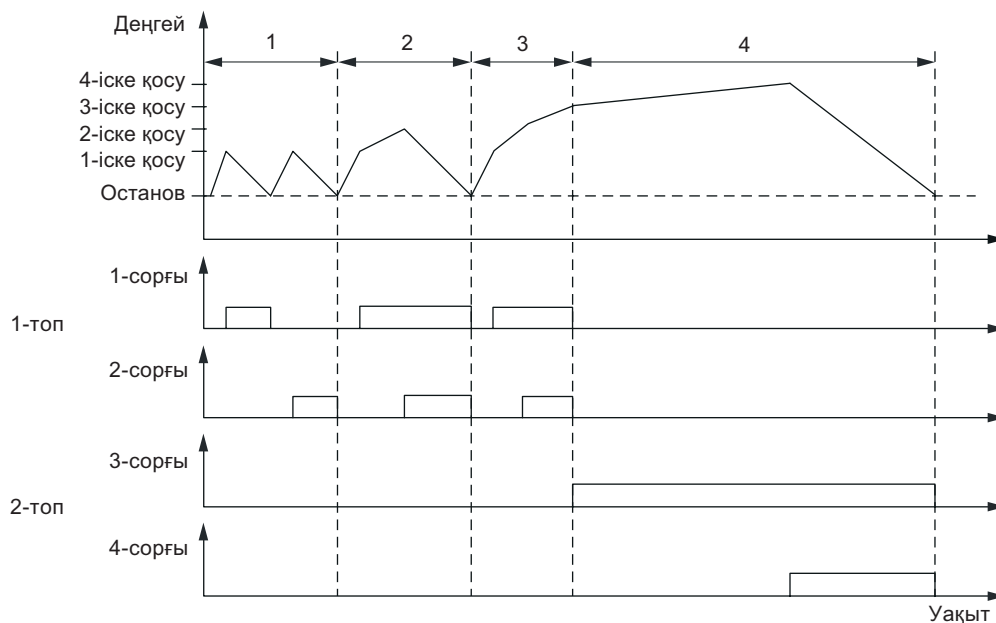 Деңгей
1
2
3
4
4-іске қосу
3-іске қосу
2-іске қосу
1-іске қосу
Останов
1-сорғы
1-топ
2-сорғы
3-сорғы
2-топ
4-сорғы
Уақыт